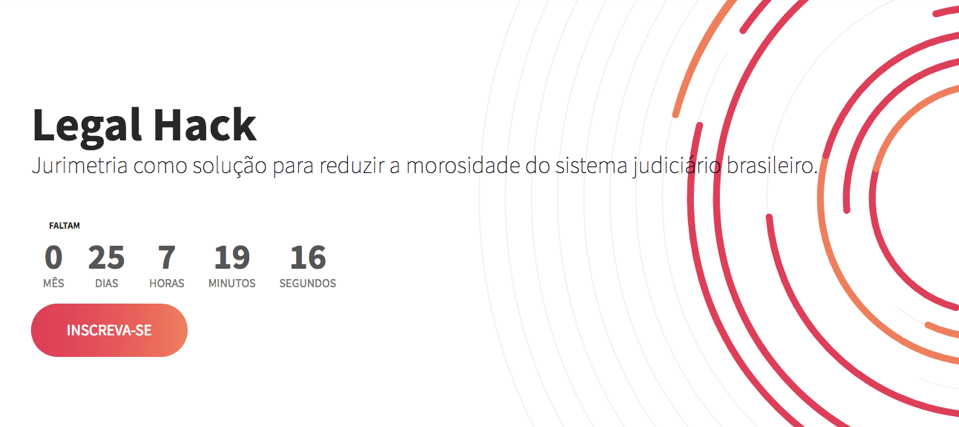 Legal Hack
Jurimetria como solução para reduzir a morosidade do sistema judiciário brasileiro.
FALTAM
0 25 7 19 16
MÊS DIAS HORAS MINUTOS SEGUNDOS
INSCREVA-SE